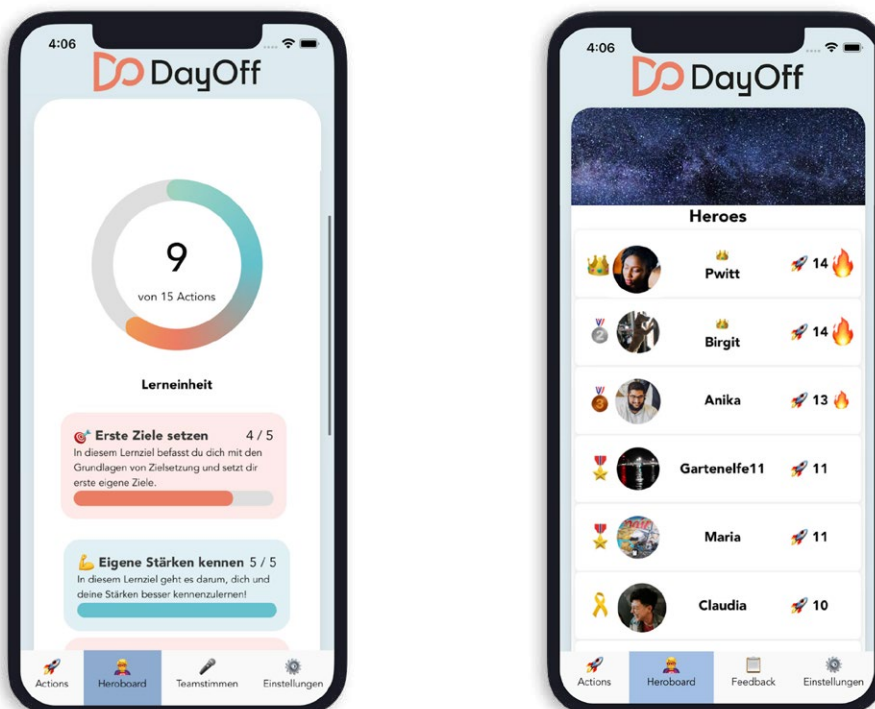 4:06
DayOff
9
von 15 Actions
Lerneinheit
Erste Ziele setzen 4 / 5
In diesem Lernziel befasst du dich mit den
Grundlagen von Zielsetzung und setzt dir
erste eigene Ziele.
Eigene Stärken kennen 5 / 5
In diesem Lernziel geht es darum, dich und
deine Stärken besser kennenzulernen!
Actions Heroboard Teamstimmen Einstellungen
4:06
DayOff
Heroes
Pwitt 14
2 Birgit 14
3 Anika 13
Gartenelfe11 11
Maria 11
Claudia 10
Actions Heroboard Feedback Einstellungen